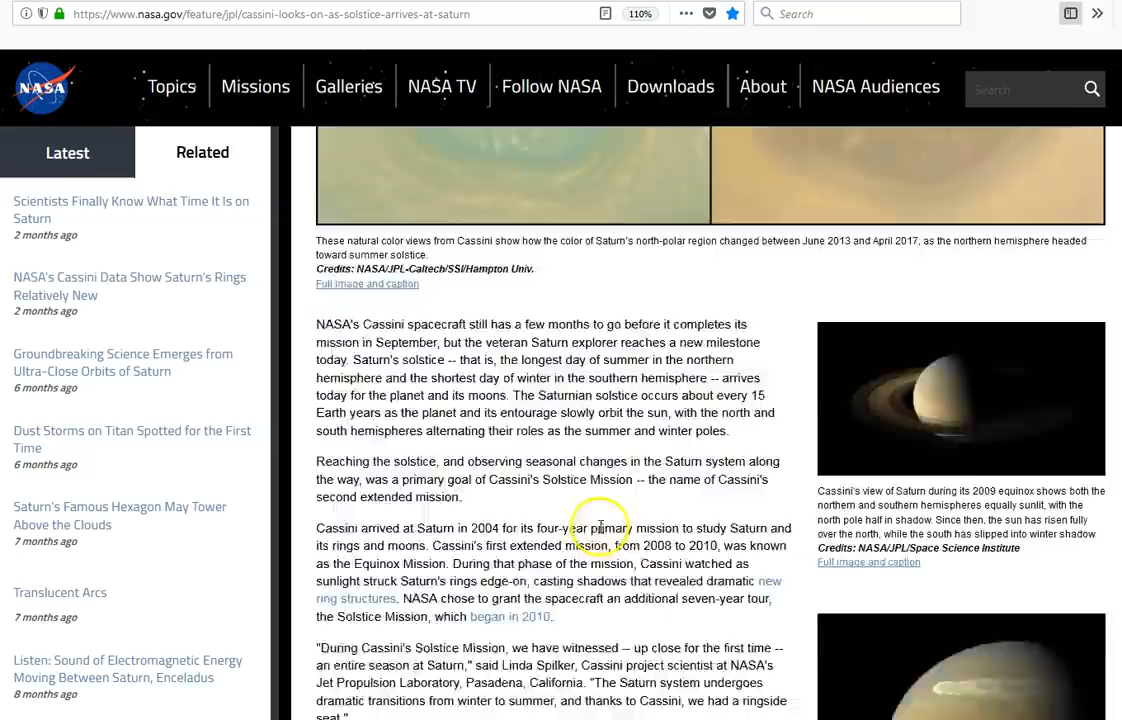 https://www.nasa.gov/feature/jpl/cassini-looks-on-as-solstice-arrives-at-saturn
110%
Search
NASA
Topics
Missions
Galleries
NASA TV
Follow NASA
Downloads
About
NASA Audiences
Search
Latest
Related
Scientists Finally Know What Time It Is on
Saturn
2 months ago
NASA's Cassini Data Show Saturn's Rings
Relatively New
2 months ago
Groundbreaking Science Emerges from
Ultra-Close Orbits of Saturn
6 months ago
Dust Storms on Titan Spotted for the First
Time
6 months ago
Saturn's Famous Hexagon May Tower
Above the Clouds
7 months ago
Translucent Arcs
7 months ago
Listen: Sound of Electromagnetic Energy
Moving Between Saturn, Enceladus
8 months ago
These natural color views from Cassini show how the color of Saturn's north-polar region changed between June 2013 and April 2017, as the northern hemisphere headed
toward summer solstice.
Credits: NASA/JPL-Caltech/SSI/Hampton Univ.
Full image and caption
NASA's Cassini spacecraft still has a few months to go before it completes its
mission in September, but the veteran Saturn explorer reaches a new milestone
today. Saturn's solstice -- that is, the longest day of summer in the northern
hemisphere and the shortest day of winter in the southern hemisphere -- arrives
today for the planet and its moons. The Saturnian solstice occurs about every 15
Earth years as the planet and its entourage slowly orbit the sun, with the north and
south hemispheres alternating their roles as the summer and winter poles.
Reaching the solstice, and observing seasonal changes in the Saturn system along
the way, was a primary goal of Cassini's Solstice Mission -- the name of Cassini's
second extended mission.
Cassini arrived at Saturn in 2004 for its four-year primary mission to study Saturn and
its rings and moons. Cassini's first extended mission, from 2008 to 2010, was known
as the Equinox Mission. During that phase of the mission, Cassini watched as
sunlight struck Saturn's rings edge-on, casting shadows that revealed dramatic new
ring structures. NASA chose to grant the spacecraft an additional seven-year tour,
the Solstice Mission, which began in 2010.
"During Cassini's Solstice Mission, we have witnessed -- up close for the first time --
an entire season at Saturn," said Linda Spilker, Cassini project scientist at NASA's
Jet Propulsion Laboratory, Pasadena, California. "The Saturn system undergoes
dramatic transitions from winter to summer, and thanks to Cassini, we had a ringside
seat."
Cassini's view of Saturn during its 2009 equinox shows both the
northern and southern hemispheres equally sunlit, with the
north pole half in shadow. Since then, the sun has risen fully
over the north, while the south has slipped into winter shadow
Credits: NASA/JPL/Space Science Institute
Full image and caption